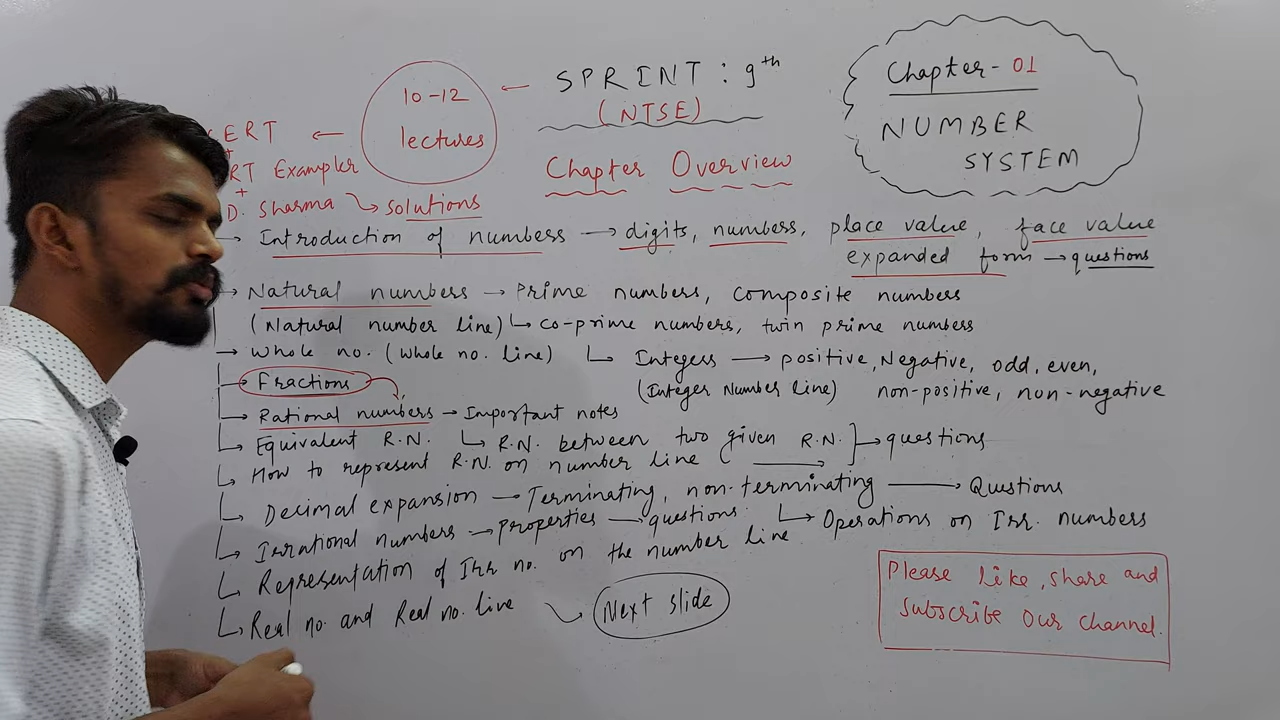 SPRINT : 9th
(NTSE)
Chapter Overview
Chapter - 01
NUMBER
SYSTEM
10-12
lectures
ERT
+
RT Exampler
+
D. Sharma → solutions
→ Introduction of numbers → digits, numbers, place value, face value
expanded form → questions
→ Natural numbers → Prime numbers, composite numbers
(Natural number line) ↳ co-prime numbers, twin prime numbers
→ Whole no. (Whole no. line) ↳ Integers → positive, Negative, odd, even,
(Integer Number line) non-positive, non-negative
→ Fractions
→ Rational numbers → Important notes
↳ Equivalent R.N. ↳ R.N. between two given R.N. → questions
↳ How to represent R.N. on number line
↳ Decimal expansion → Terminating, non-terminating → Questions
↳ Irrational numbers → properties → questions ↳ Operations on Irr. numbers
↳ Representation of Irr no. on the number line
↳ Real no. and Real no. live
Next slide
Please like, share and
subscribe our channel.